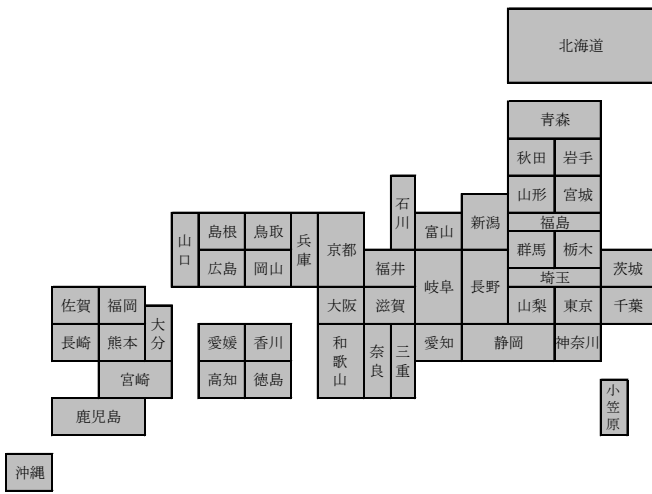 北海道
青森
秋田
岩手
山形
宮城
石川
新潟
福島
山口
島根
鳥取
兵庫
京都
富山
群馬
栃木
広島
岡山
福井
岐阜
長野
埼玉
茨城
佐賀
福岡
大分
大阪
滋賀
山梨
東京
千葉
長崎
熊本
愛媛
香川
和歌山
奈良
三重
愛知
静岡
神奈川
宮崎
高知
徳島
小笠原
鹿児島
沖縄